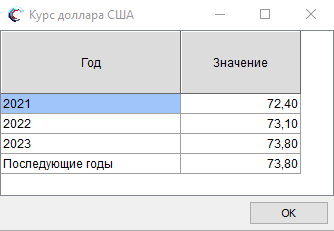 Курс доллара США
Год Значение
2021 72,40
2022 73,10
2023 73,80
Последующие годы 73,80
OK